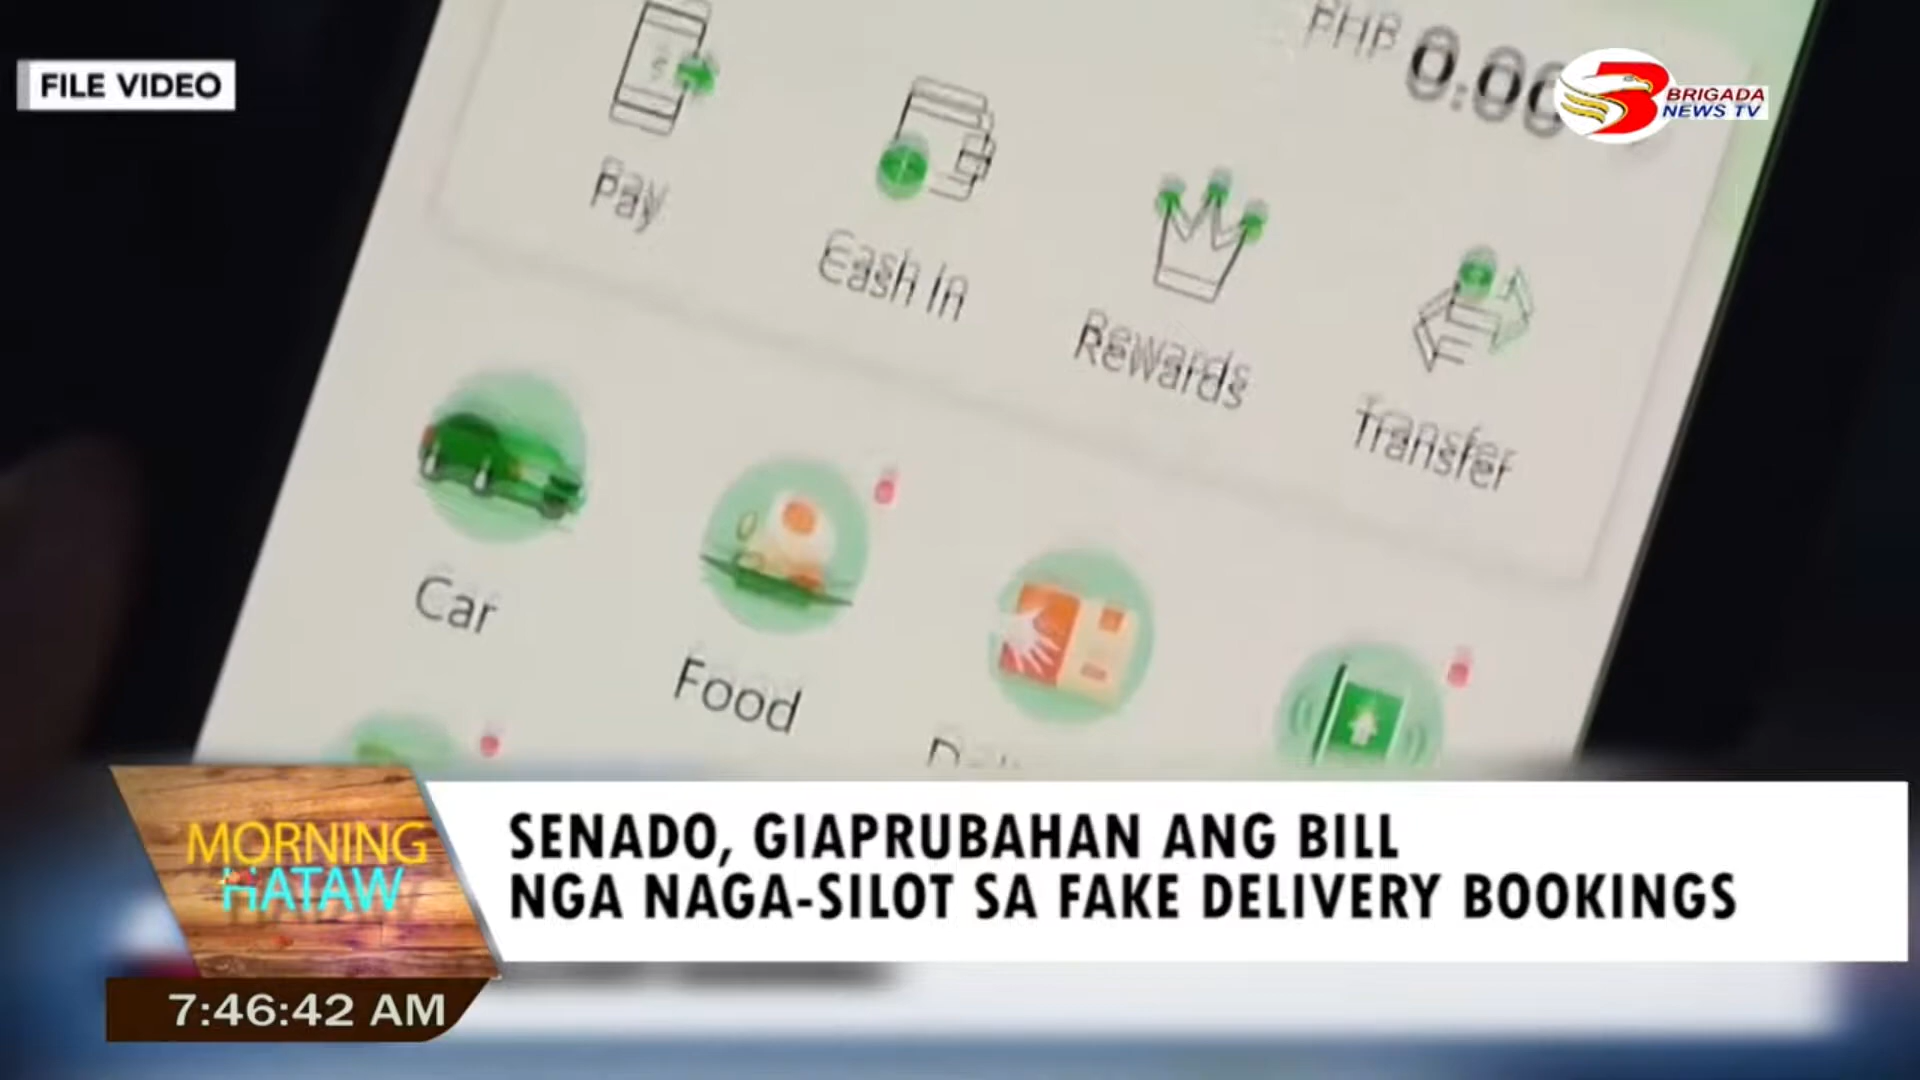 FILE VIDEO
PHP 0.00
BRIGADA
NEWS TV
Pay
Cash In
Rewards
Transfer
Car
Food
MORNING
HATAW
SENADO, GIAPRUBAHAN ANG BILL
NGA NAGA-SILOT SA FAKE DELIVERY BOOKINGS
7:46:42 AM